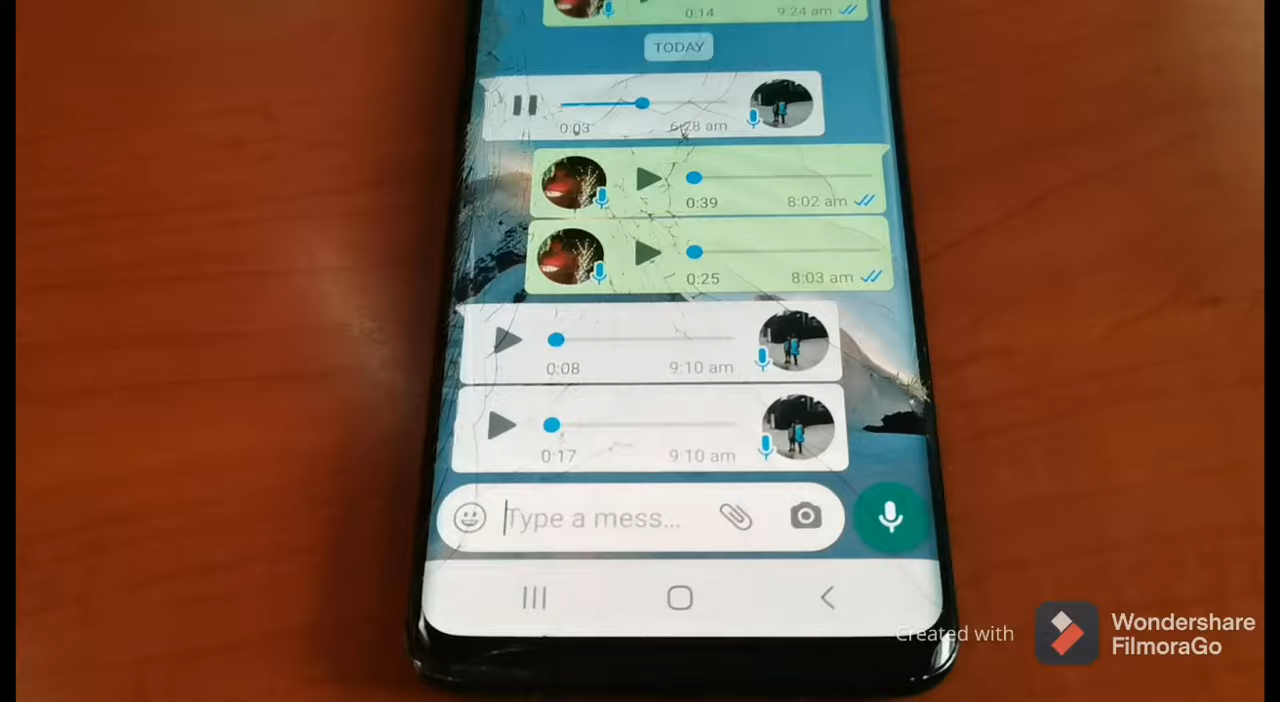 0:14 9:24 am
TODAY
0:03 6:28 am
0:39 8:02 am
0:25 8:03 am
0:08 9:10 am
0:17 9:10 am
Type a mess...
Created with
Wondershare
FilmoraGo